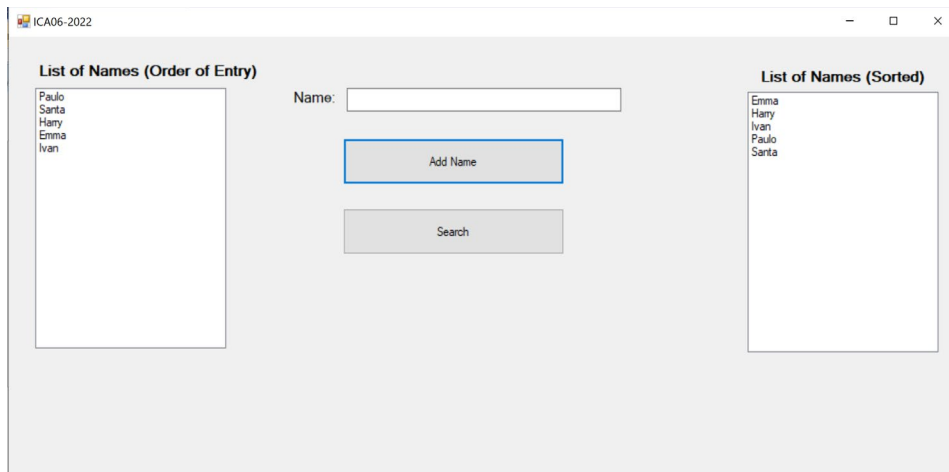 ICA06-2022
List of Names (Order of Entry)
Paulo
Santa
Harry
Emma
Ivan
Name:
Add Name
Search
List of Names (Sorted)
Emma
Harry
Ivan
Paulo
Santa